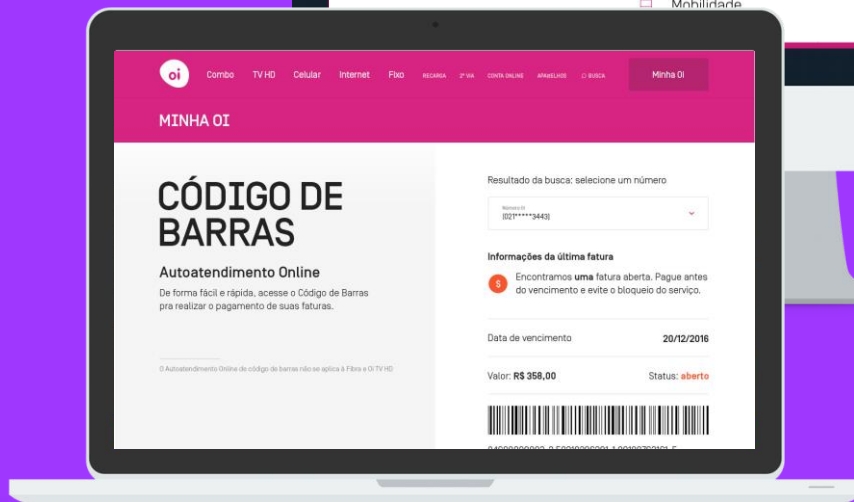 Mobilidade
oi
Combo TV HD Celular Internet Fixo RECARGA 2ª VIA CONTA ONLINE APARELHOS BUSCA Minha Oi
MINHA OI
CÓDIGO DE
BARRAS
Autoatendimento Online
De forma fácil e rápida, acesse o Código de Barras
pra realizar o pagamento de suas faturas.
O Autoatendimento Online de código de barras não se aplica à Fibra e Oi TV HD
Resultado da busca: selecione um número
Número Oi
(021*****3443)
Informações da última fatura
$
Encontramos uma fatura aberta. Pague antes
do vencimento e evite o bloqueio do serviço.
Data de vencimento 20/12/2016
Valor: R$ 358,00 Status: aberto